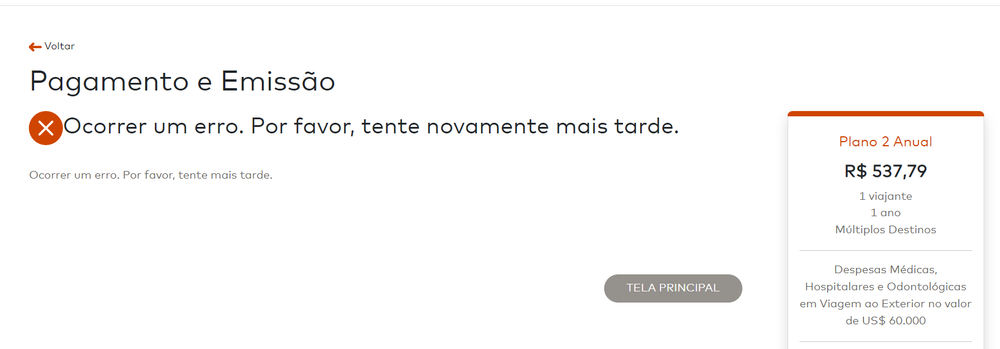 Voltar
Pagamento e Emissão
Ocorrer um erro. Por favor, tente novamente mais tarde.
Ocorrer um erro. Por favor, tente mais tarde.
TELA PRINCIPAL
Plano 2 Anual
R$ 537,79
1 viajante
1 ano
Múltiplos Destinos
Despesas Médicas,
Hospitalares e Odontológicas
em Viagem ao Exterior no valor
de US$ 60.000